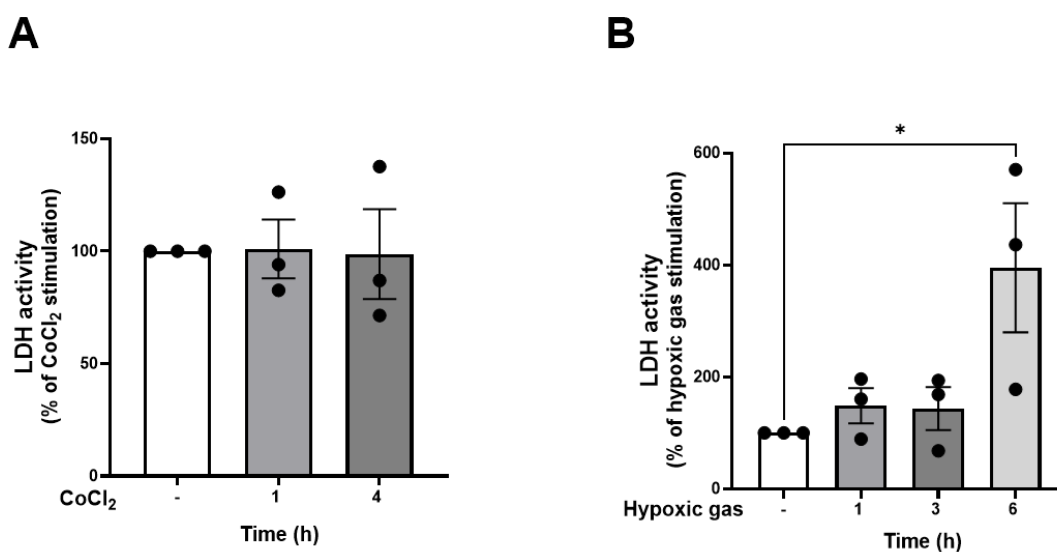 A
LDH activity
(% of CoCl₂ stimulation)
150
100
50
0
CoCl₂ - 1 4
Time (h)
B
LDH activity
(% of hypoxic gas stimulation)
*
600
400
200
0
Hypoxic gas - 1 3 6
Time (h)